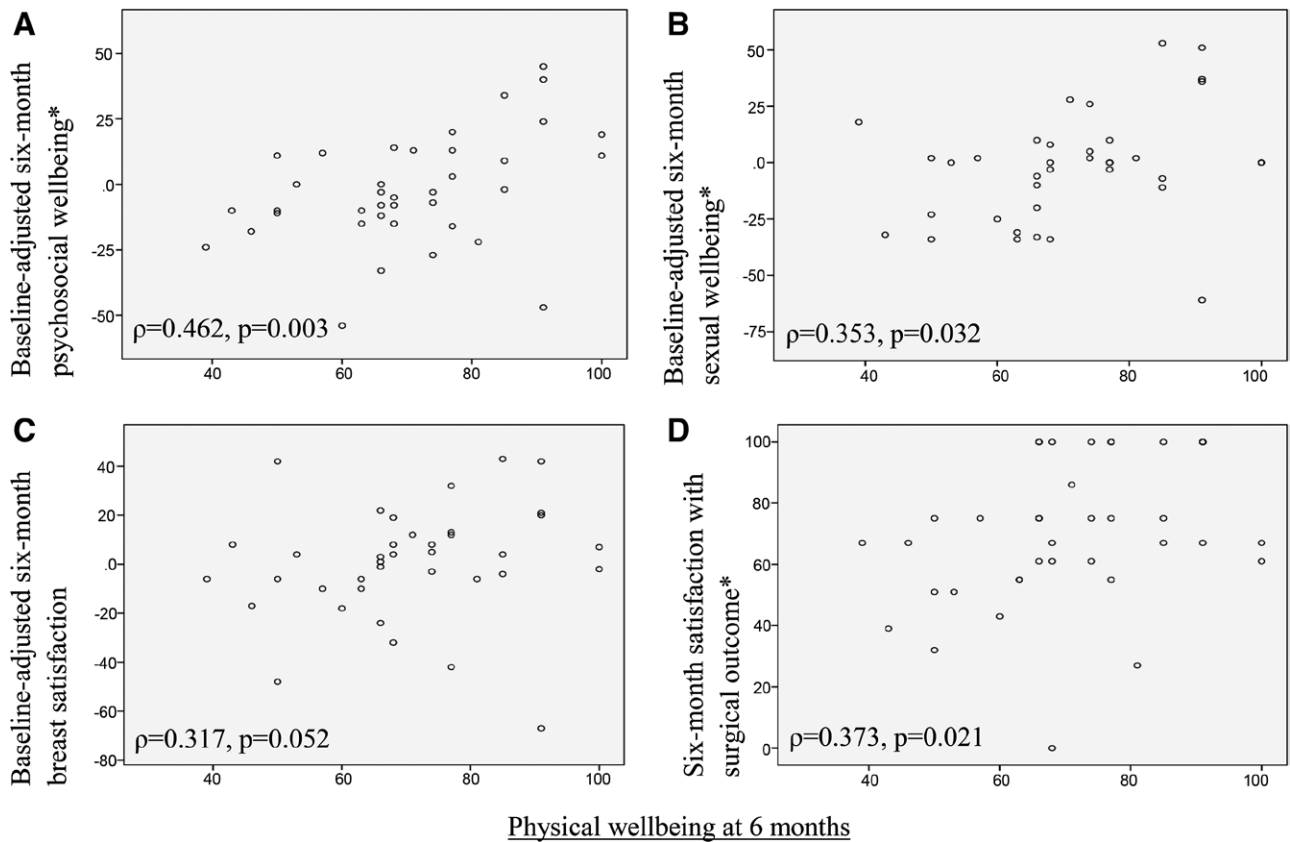 A
Baseline-adjusted six-month
psychosocial wellbeing*
50
25
.0
-25
-50
ρ=0.462, p=0.003
40 60 80 100
B
Baseline-adjusted six-month
sexual wellbeing*
50
25
.0
-25
-50
-75
ρ=0.353, p=0.032
40 60 80 100
C
Baseline-adjusted six-month
breast satisfaction
40
20
.0
-20
-40
-60
-80
ρ=0.317, p=0.052
40 60 80 100
D
Six-month satisfaction with
surgical outcome*
100
80
60
40
20
0
ρ=0.373, p=0.021
40 60 80 100
Physical wellbeing at 6 months